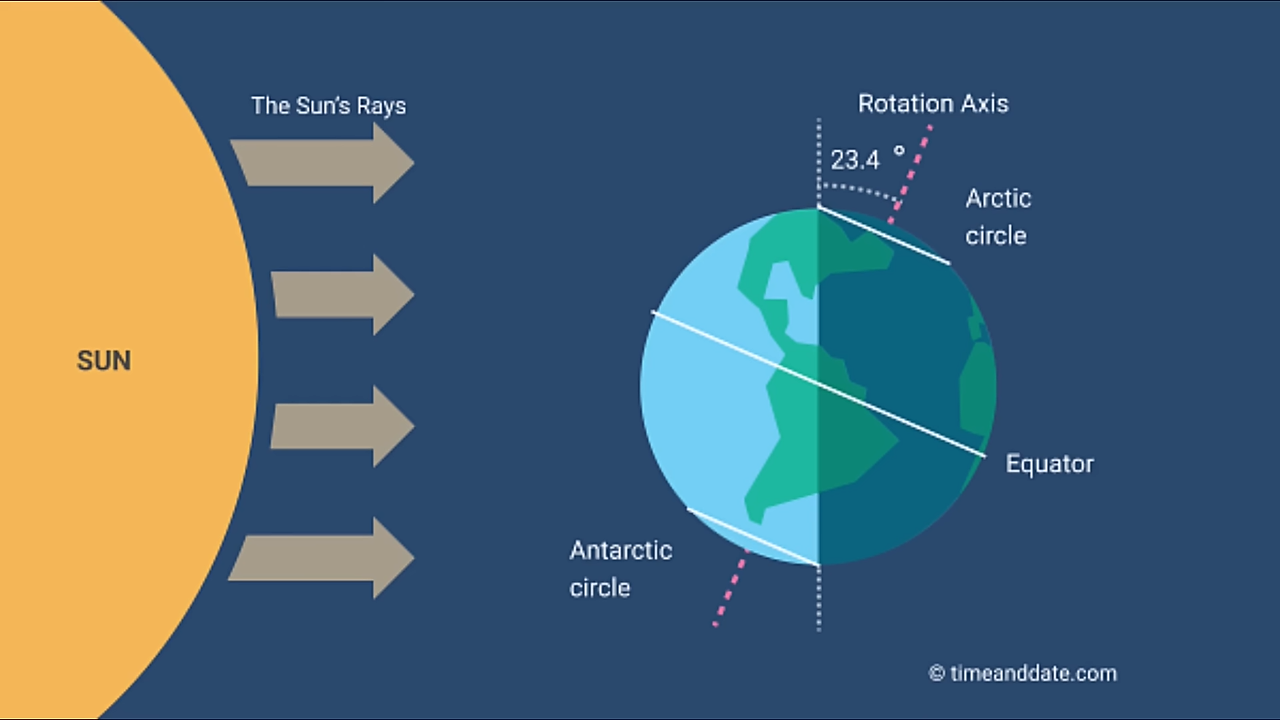 The Sun's Rays
Rotation Axis
23.4 °
Arctic
circle
SUN
Equator
Antarctic
circle
© timeanddate.com